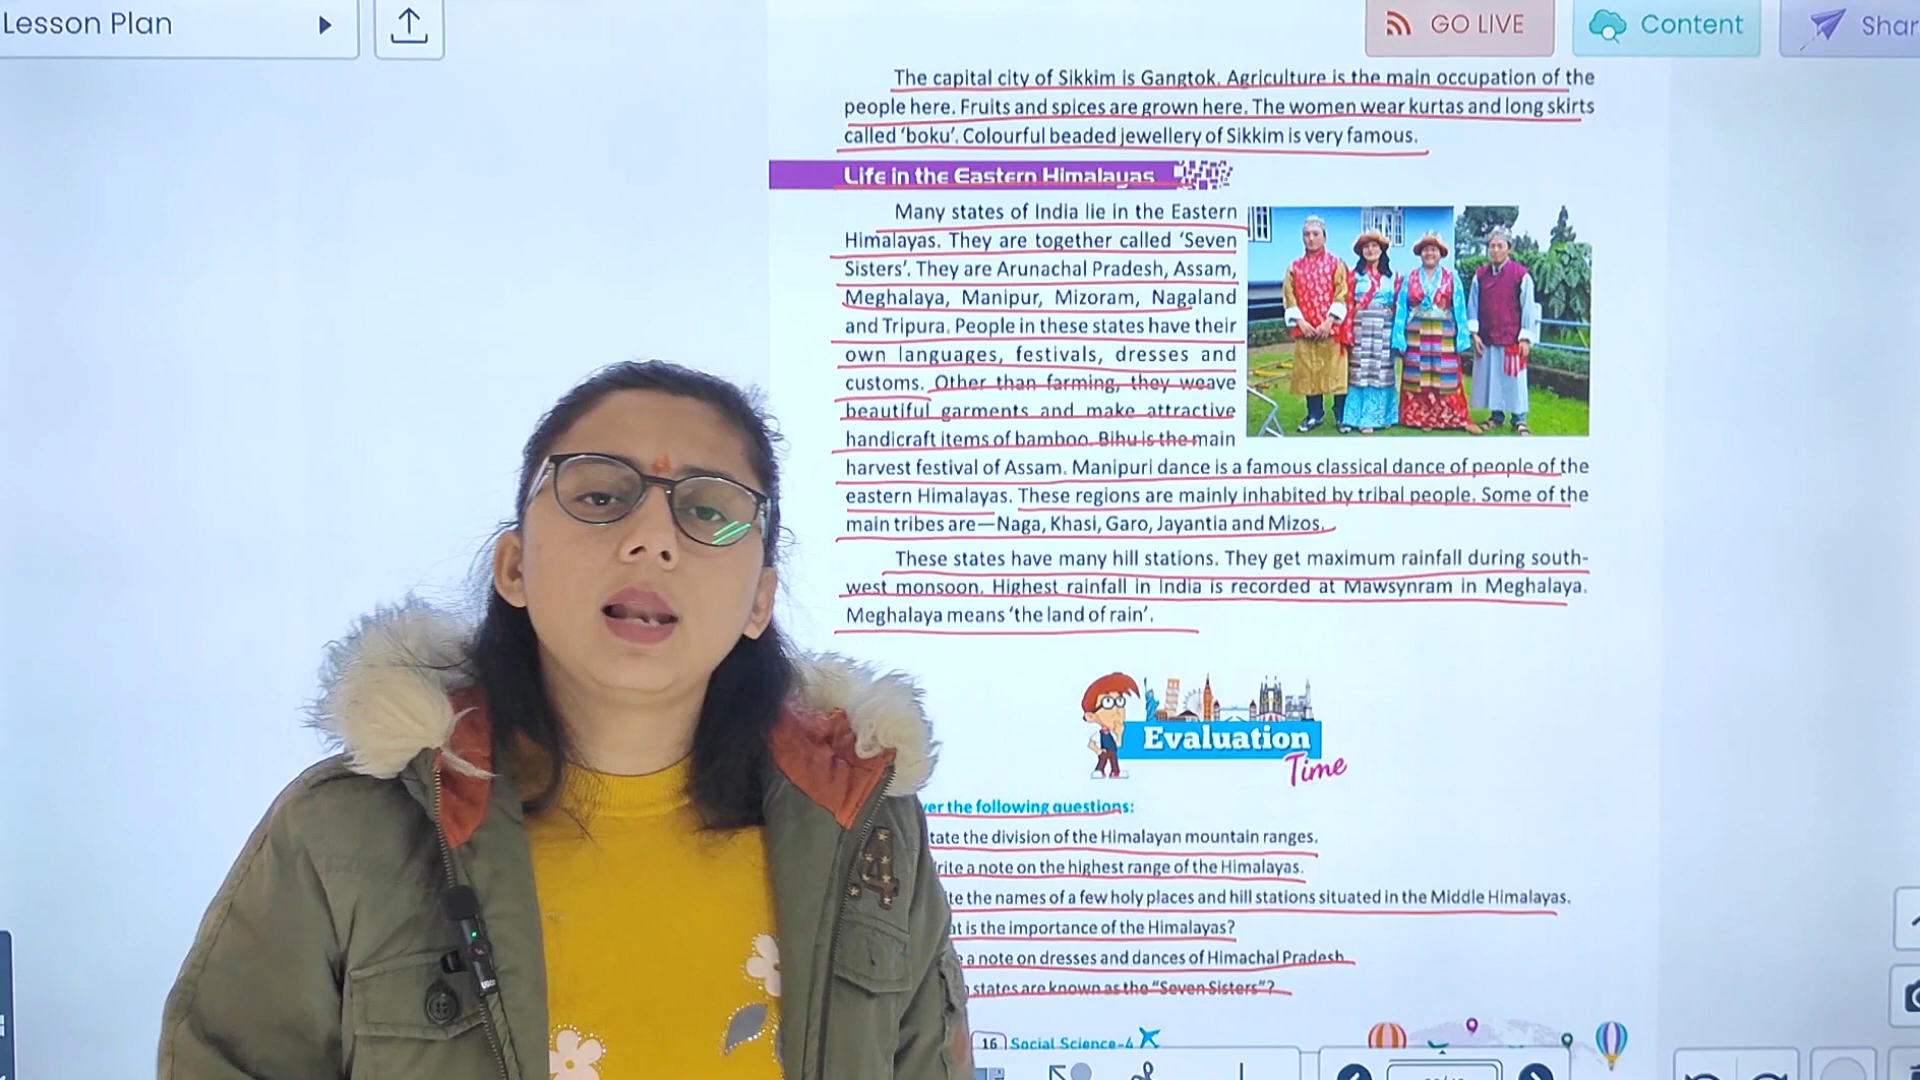 Lesson Plan
GO LIVE
Content
Shar
The capital city of Sikkim is Gangtok. Agriculture is the main occupation of the
people here. Fruits and spices are grown here. The women wear kurtas and long skirts
called ‘boku’. Colourful beaded jewellery of Sikkim is very famous.
Life in the Eastern Himalayas
Many states of India lie in the Eastern
Himalayas. They are together called ‘Seven
Sisters’. They are Arunachal Pradesh, Assam,
Meghalaya, Manipur, Mizoram, Nagaland
and Tripura. People in these states have their
own languages, festivals, dresses and
customs. Other than farming, they weave
beautiful garments and make attractive
handicraft items of bamboo. Bihu is the main
harvest festival of Assam. Manipuri dance is a famous classical dance of people of the
eastern Himalayas. These regions are mainly inhabited by tribal people. Some of the
main tribes are—Naga, Khasi, Garo, Jayantia and Mizos.
These states have many hill stations. They get maximum rainfall during south-
west monsoon. Highest rainfall in India is recorded at Mawsynram in Meghalaya.
Meghalaya means ‘the land of rain’.
Evaluation
Time
ver the following questions:
tate the division of the Himalayan mountain ranges.
rite a note on the highest range of the Himalayas.
te the names of a few holy places and hill stations situated in the Middle Himalayas.
at is the importance of the Himalayas?
e a note on dresses and dances of Himachal Pradesh
h states are known as the “Seven Sisters”?
16 Social Science-4
4